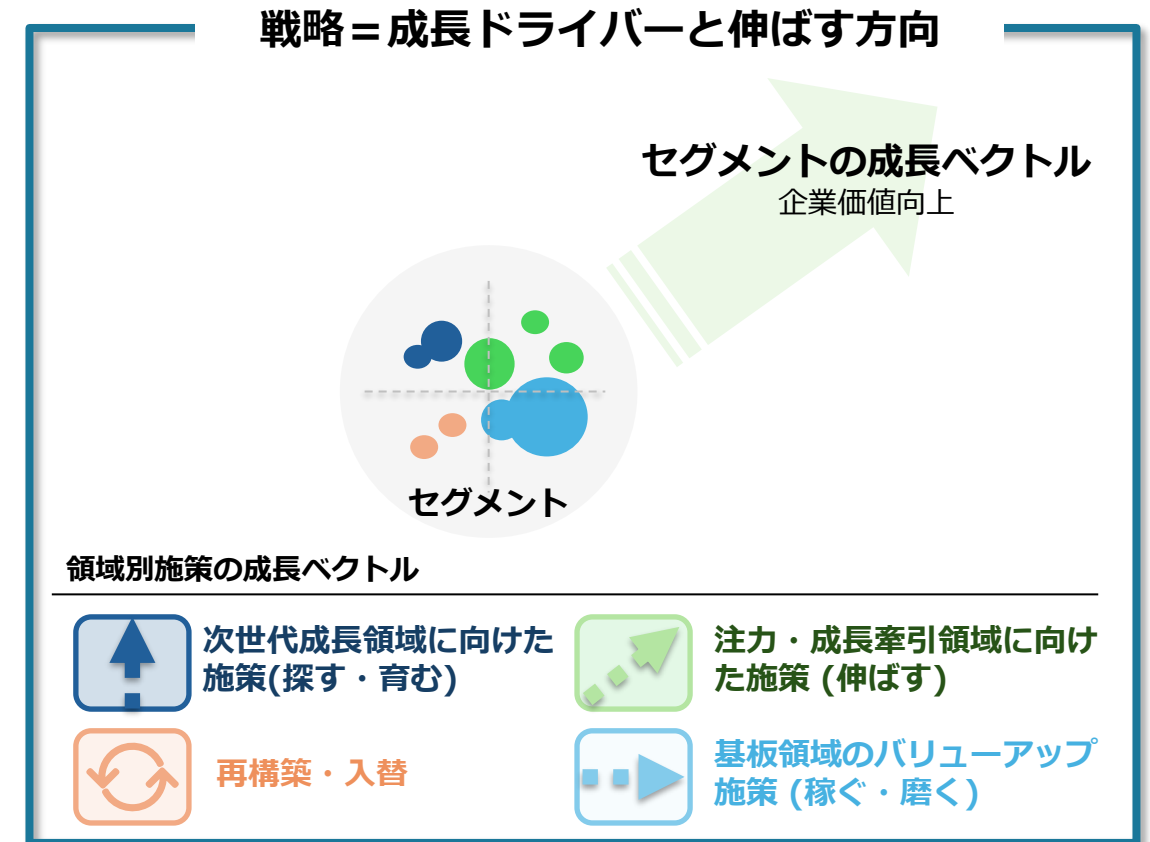 戦略＝成長ドライバーと伸ばす方向
セグメントの成長ベクトル
企業価値向上
セグメント
領域別施策の成長ベクトル
次世代成長領域に向けた
施策(探す・育む)
注力・成長牽引領域に向け
た施策 (伸ばす)
再構築・入替
基板領域のバリューアップ
施策 (稼ぐ・磨く)